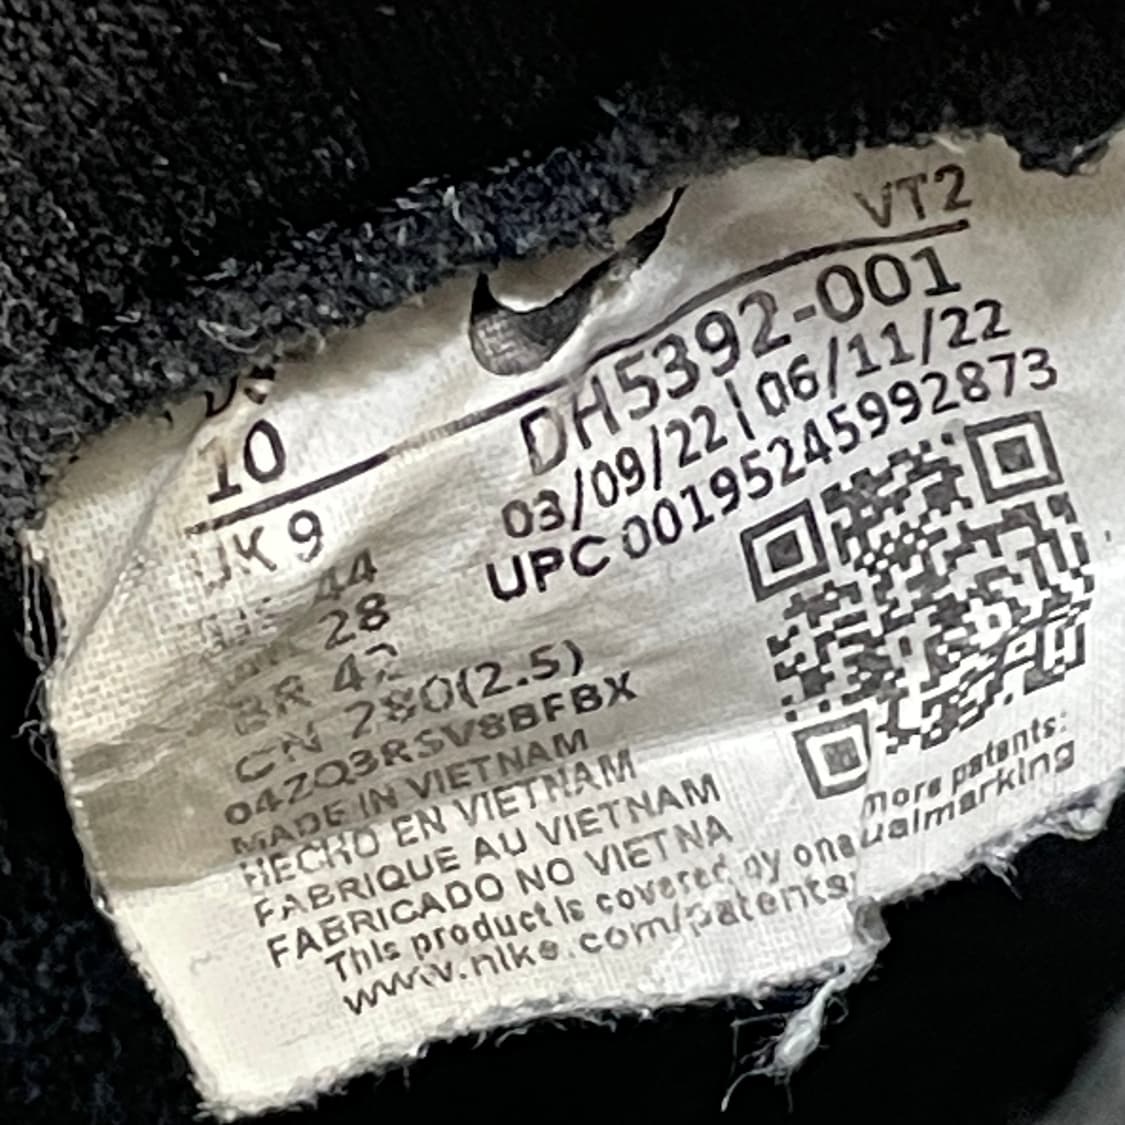 VT2
US
10
UK 9
44
28
BR 42
CN 280(2.5)
04ZQ3RSV8BFBX
MADE IN VIETNAM
HECHO EN VIETNAM
FABRIQUE AU VIETNAM
FABRICADO NO VIETNA
This product is covered by one
www.nike.com/patents
DH5392-001
03/09/22 | 06/11/22
UPC 00195245992873
more patents:
ualmarking